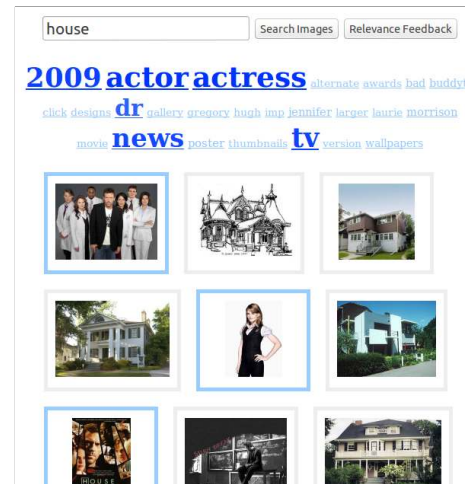 house Search Images Relevance Feedback
2009 actor actress alternate awards bad buddyt
click designs dr gallery gregory hugh imp jennifer larger laurie morrison
movie news poster thumbnails tv version wallpapers
HOUSE